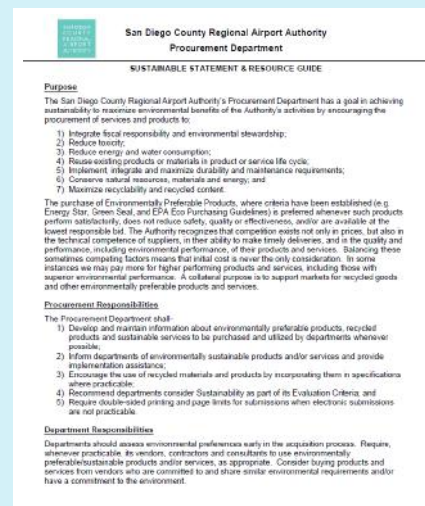 SAN DIEGO
COUNTY
REGIONAL
AIRPORT
AUTHORITY
San Diego County Regional Airport Authority
Procurement Department
SUSTAINABLE STATEMENT & RESOURCE GUIDE
Purpose
The San Diego County Regional Airport Authority's Procurement Department has a goal in achieving
sustainability to maximize environmental benefits of the Authority's activities by encouraging the
procurement of services and products to:
1) Integrate fiscal responsibility and environmental stewardship;
2) Reduce toxicity;
3) Reduce energy and water consumption;
4) Reuse existing products or materials in product or service life cycle;
5) Implement, integrate and maximize durability and maintenance requirements;
6) Conserve natural resources, materials and energy; and
7) Maximize recyclability and recycled content.
The purchase of Environmentally Preferable Products, where criteria have been established (e.g.
Energy Star, Green Seal, and EPA Eco Purchasing Guidelines) is preferred whenever such products
perform satisfactorily, does not reduce safety, quality or effectiveness, and/or are available at the
lowest responsible bid. The Authority recognizes that competition exists not only in prices, but also in
the technical competence of suppliers, in their ability to make timely deliveries, and in the quality and
performance, including environmental performance, of their products and services. Balancing these
sometimes competing factors means that initial cost is never the only consideration. In some
instances we may pay more for higher performing products and services, including those with
superior environmental performance. A collateral purpose is to support markets for recycled goods
and other environmentally preferable products and services.
Procurement Responsibilities
The Procurement Department shall-
1) Develop and maintain information about environmentally preferable products, recycled
products and sustainable services to be purchased and utilized by departments whenever
possible;
2) Inform departments of environmentally sustainable products and/or services and provide
implementation assistance;
3) Encourage the use of recycled materials and products by incorporating them in specifications
where practicable;
4) Recommend departments consider Sustainability as part of its Evaluation Criteria; and
5) Require double-sided printing and page limits for submissions when electronic submissions
are not practicable.
Department Responsibilities
Departments should assess environmental preferences early in the acquisition process. Require,
whenever practicable, its vendors, contractors and consultants to use environmentally
preferable/sustainable products and/or services, as appropriate. Consider buying products and
services from vendors who are committed to and share similar environmental requirements and/or
have a commitment to the environment.